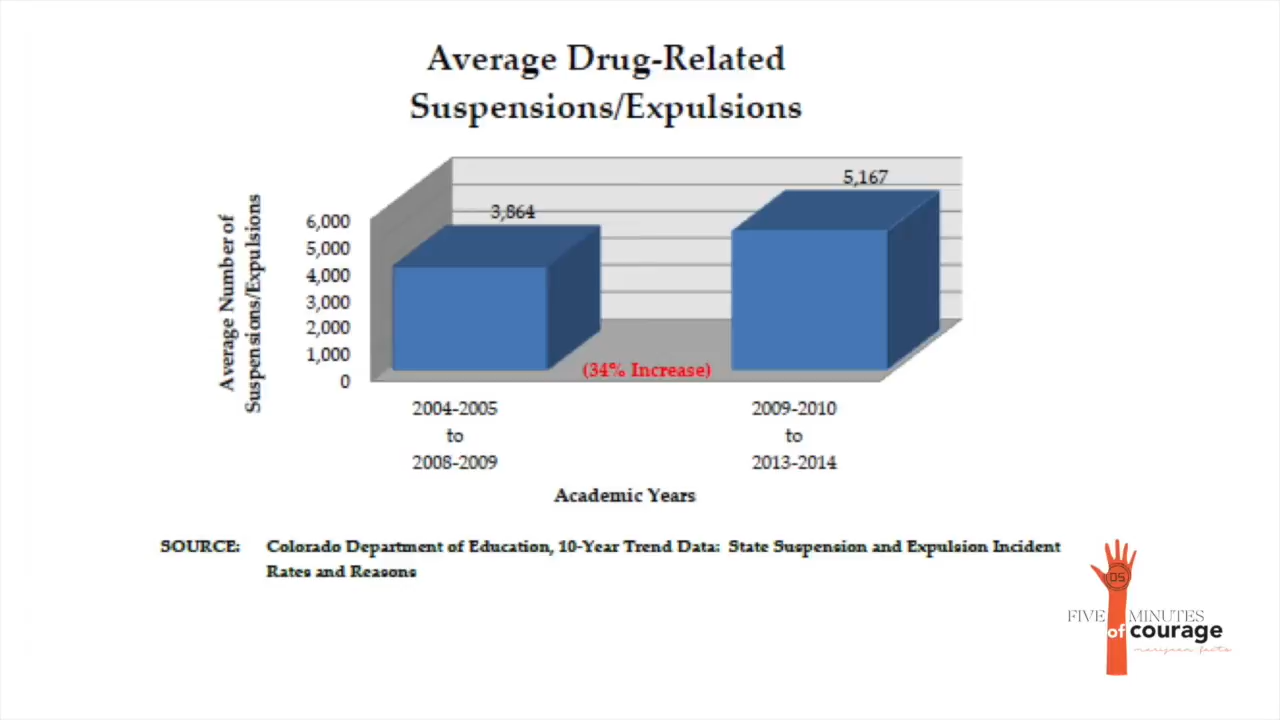 Average Drug-Related
Suspensions/Expulsions
Average Number of
Suspensions/Expulsions
6,000
5,000
4,000
3,000
2,000
1,000
0
3,864
5,167
(34% Increase)
2004-2005
to
2008-2009
2009-2010
to
2013-2014
Academic Years
SOURCE: Colorado Department of Education, 10-Year Trend Data: State Suspension and Expulsion Incident
Rates and Reasons
05
FIVE MINUTES
of courage
marijuana facts